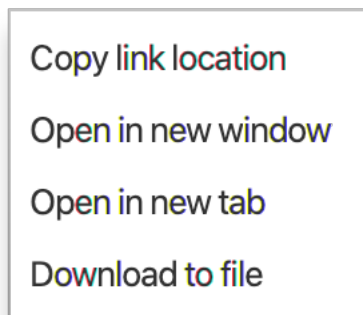 Copy link location
Open in new window
Open in new tab
Download to file